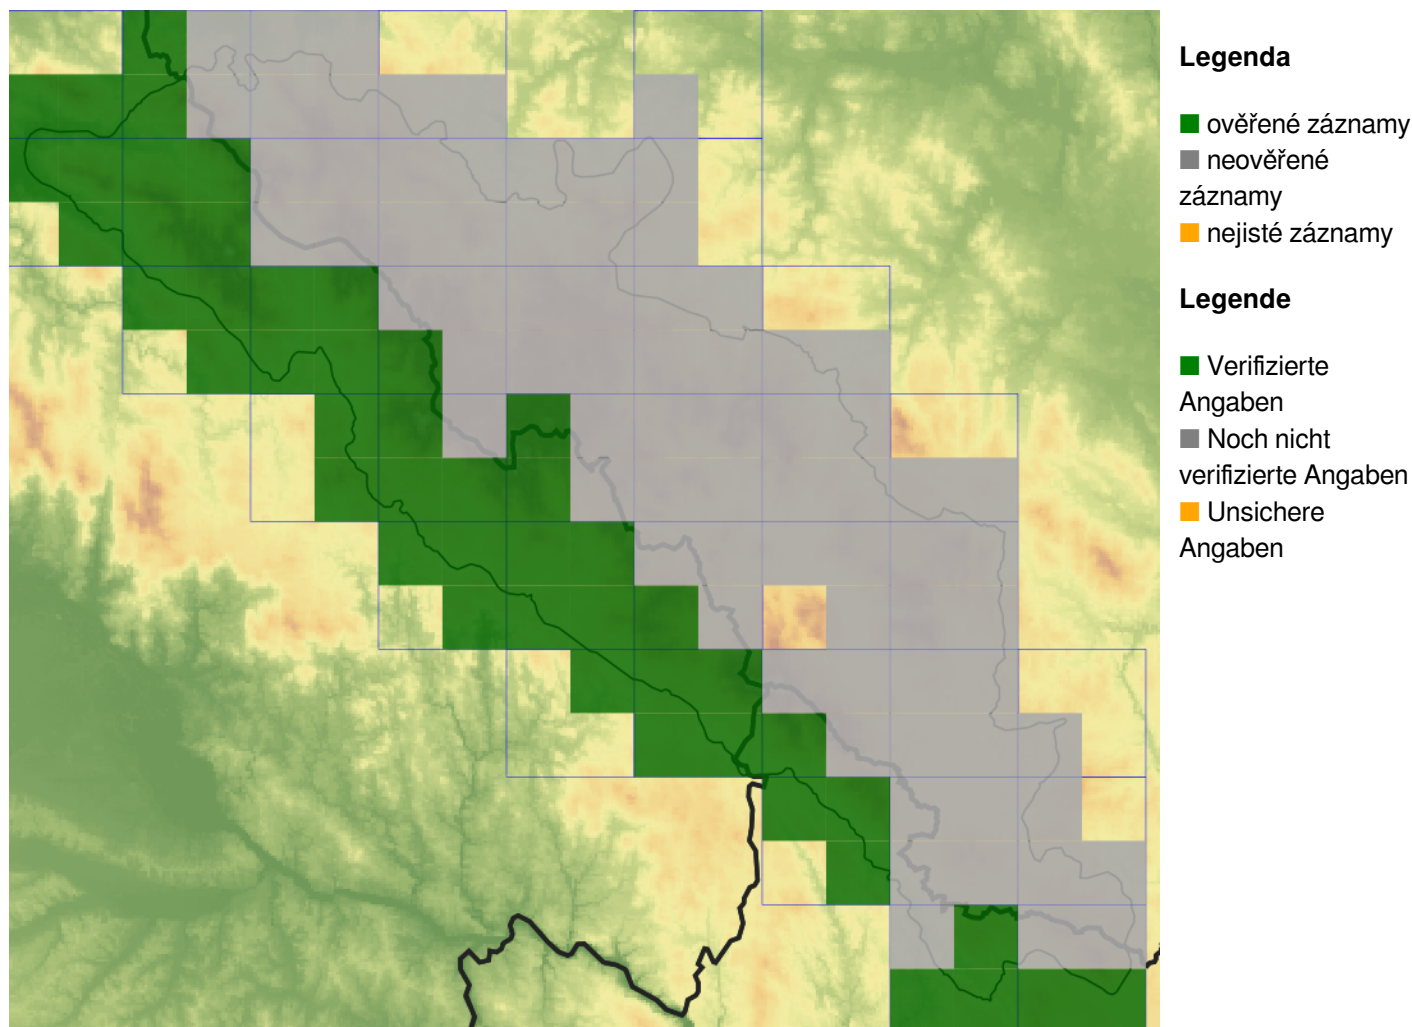 Legenda
ověřené záznamy
neověřené
záznamy
nejisté záznamy
Legende
Verifizierte
Angaben
Noch nicht
verifizierte Angaben
Unsichere
Angaben